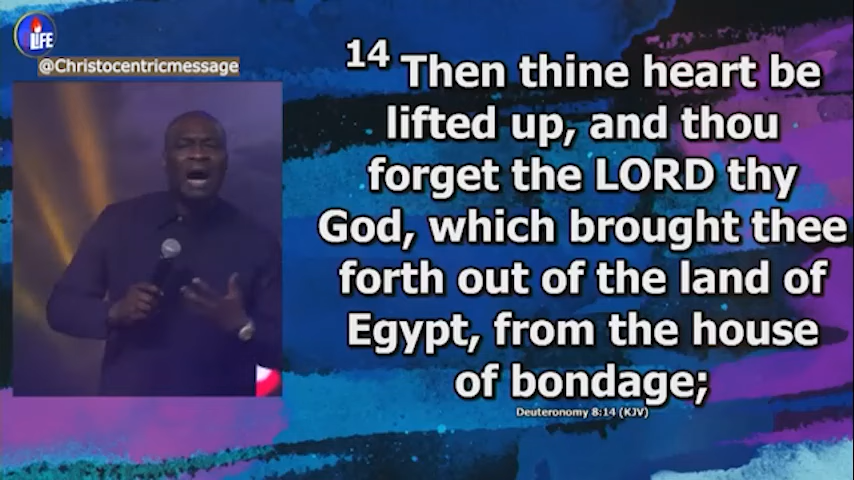 LIFE
@Christocentricmessage
14 Then thine heart be
lifted up, and thou
forget the LORD thy
God, which brought thee
forth out of the land of
Egypt, from the house
of bondage;
Deuteronomy 8:14 (KJV)